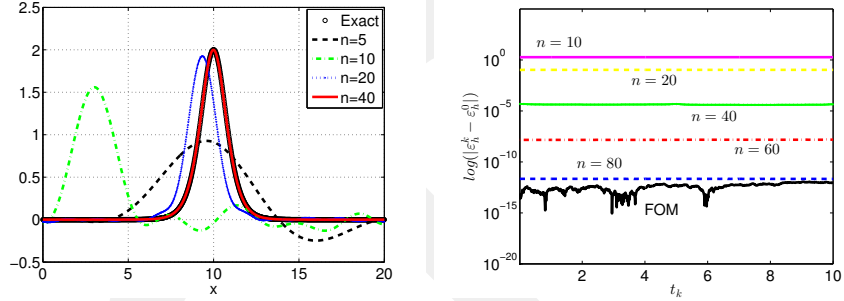 2.5
2
1.5
1
0.5
0
−0.5
0
5
10
15
20
x
Exact
n=5
n=10
n=20
n=40
10^0
10^−5
10^−10
10^−15
10^−20
log(|ε_h^k − ε_h^0|)
n = 10
n = 20
n = 40
n = 60
n = 80
FOM
2
4
6
8
10
t_k